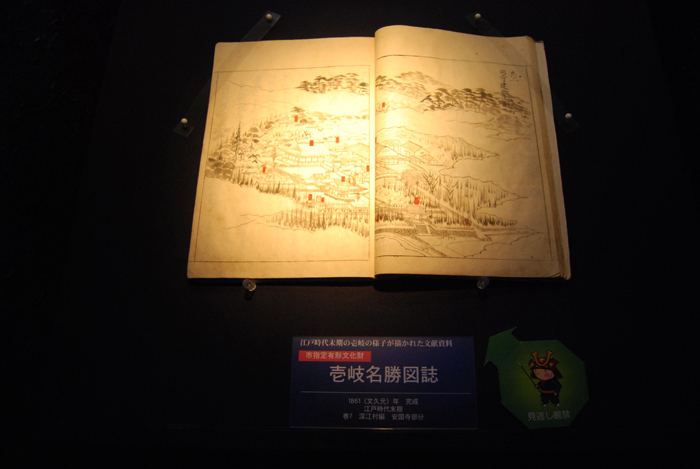 江戸時代末期の壱岐の様子が描かれた文献資料
市指定有形文化財
壱岐名勝図誌
1861（文久元）年　完成
江戸時代末期
巻7　深江村編　安国寺部分
見逃し厳禁